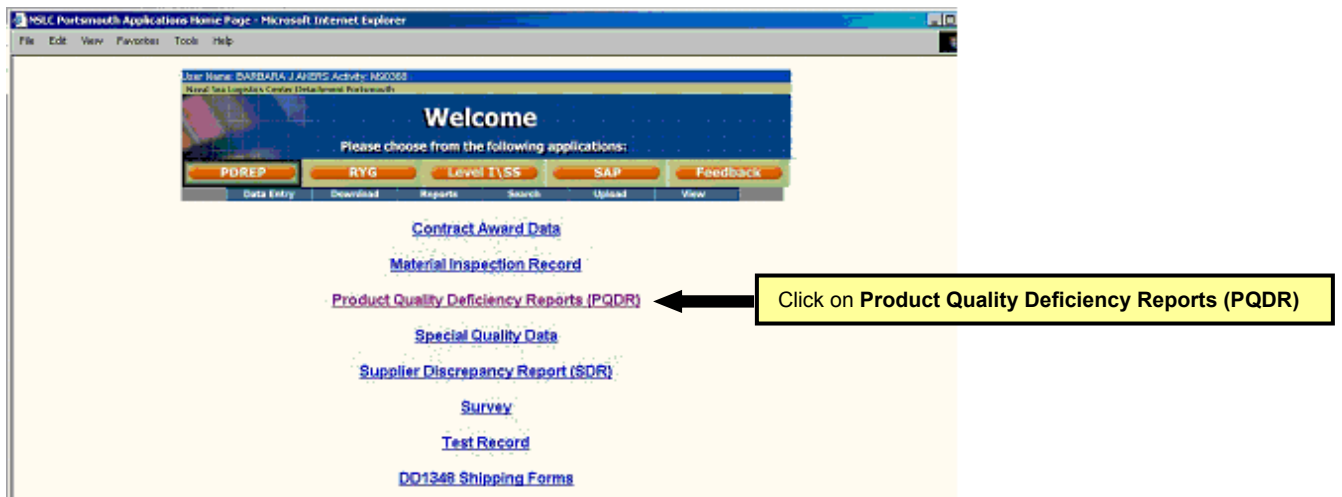 NSLC Portsmouth Applications Home Page - Microsoft Internet Explorer
File Edit View Favorites Tools Help
User Name: BARBARA J AKERS Activity: N50368
Naval Sea Logistics Center Detachment Portsmouth
Welcome
Please choose from the following applications:
PDREP RYG Level I\SS SAP Feedback
Data Entry Download Reports Search Upload View
Contract Award Data
Material Inspection Record
Product Quality Deficiency Reports (PQDR)
Click on Product Quality Deficiency Reports (PQDR)
Special Quality Data
Supplier Discrepancy Report (SDR)
Survey
Test Record
DD1348 Shipping Forms